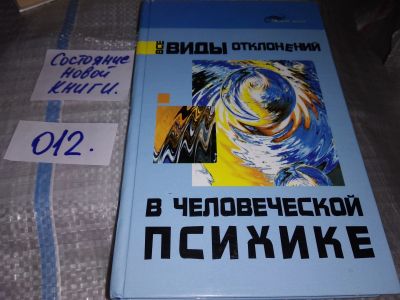 Состояние
новой
книги.
012.
ВСЕ ВИДЫ ОТКЛОНЕНИЙ
В ЧЕЛОВЕЧЕСКОЙ
ПСИХИКЕ